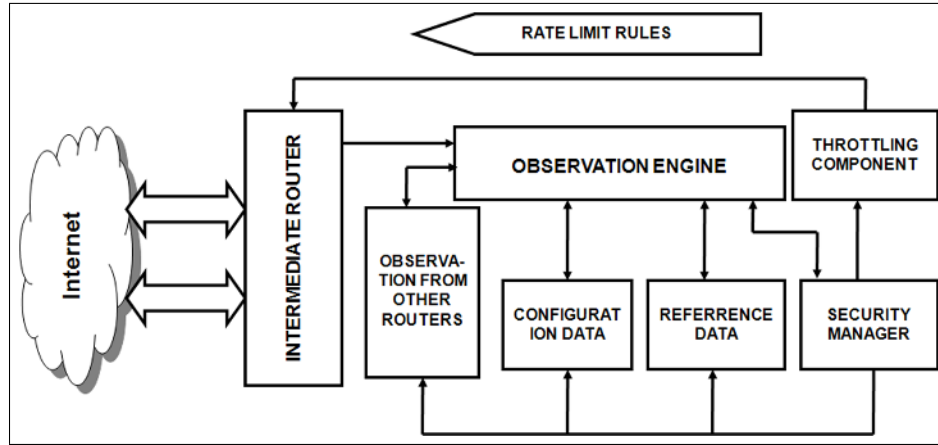 RATE LIMIT RULES
Internet
INTERMEDIATE ROUTER
OBSERVATION ENGINE
THROTTLING
COMPONENT
OBSERVA-
TION FROM
OTHER
ROUTERS
CONFIGURAT
ION DATA
REFERRENCE
DATA
SECURITY
MANAGER